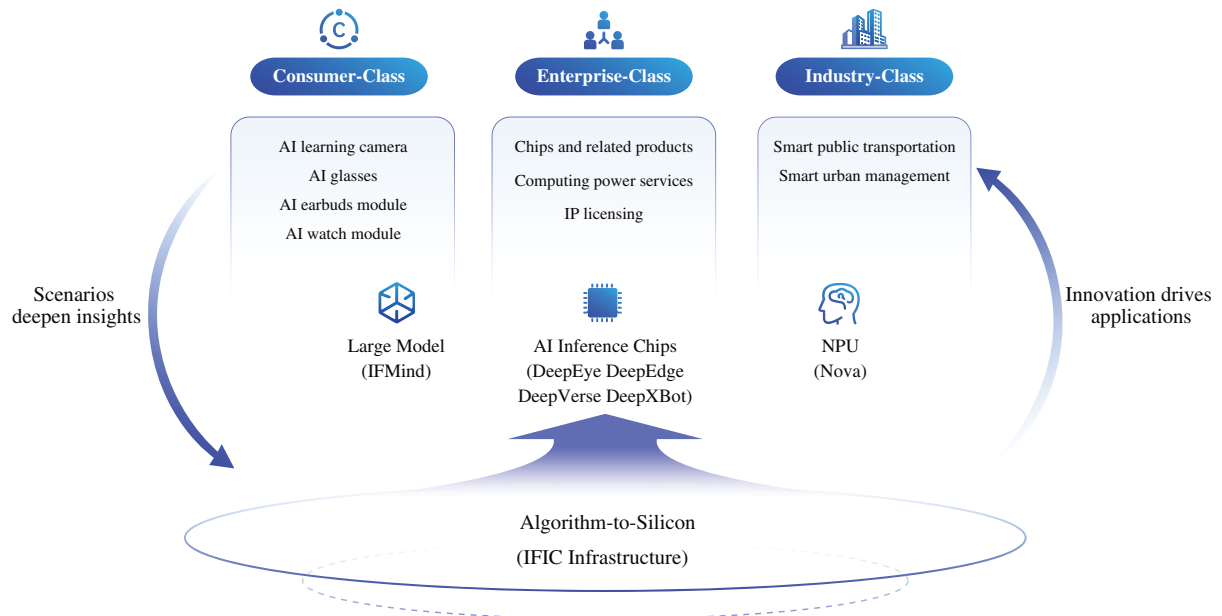 C
Consumer-Class
Enterprise-Class
Industry-Class
AI learning camera
AI glasses
AI earbuds module
AI watch module
Chips and related products
Computing power services
IP licensing
Smart public transportation
Smart urban management
Scenarios
deepen insights
Innovation drives
applications
Large Model
(IFMind)
AI Inference Chips
(DeepEye DeepEdge
DeepVerse DeepXBot)
NPU
(Nova)
Algorithm-to-Silicon
(IFIC Infrastructure)